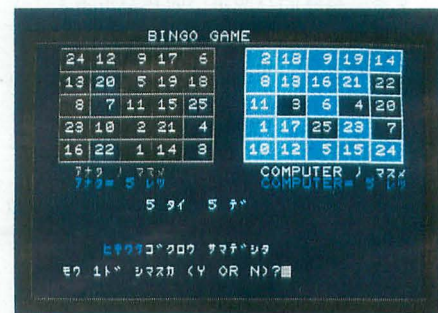 BINGO GAME
24 12 9 17 6 2 18 9 19 14
13 20 5 19 18 8 13 16 21 22
8 7 11 15 25 11 3 6 4 20
23 10 2 21 4 1 17 25 23 7
16 22 1 14 3 10 12 5 15 24
アナタ ノ マスメ COMPUTER ノ マスメ
アナタ= 5 レツ COMPUTER= 5 レツ
5 タイ 5 デ
ヒキワケゴクロウ サマデシタ
モウ 1ド シマスカ (Y OR N)?